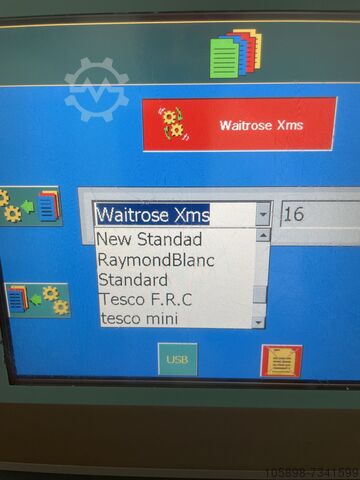 Waitrose Xms
Waitrose Xms
16
New Standad
RaymondBlanc
Standard
Tesco F.R.C
tesco mini
USB
108898-7341599